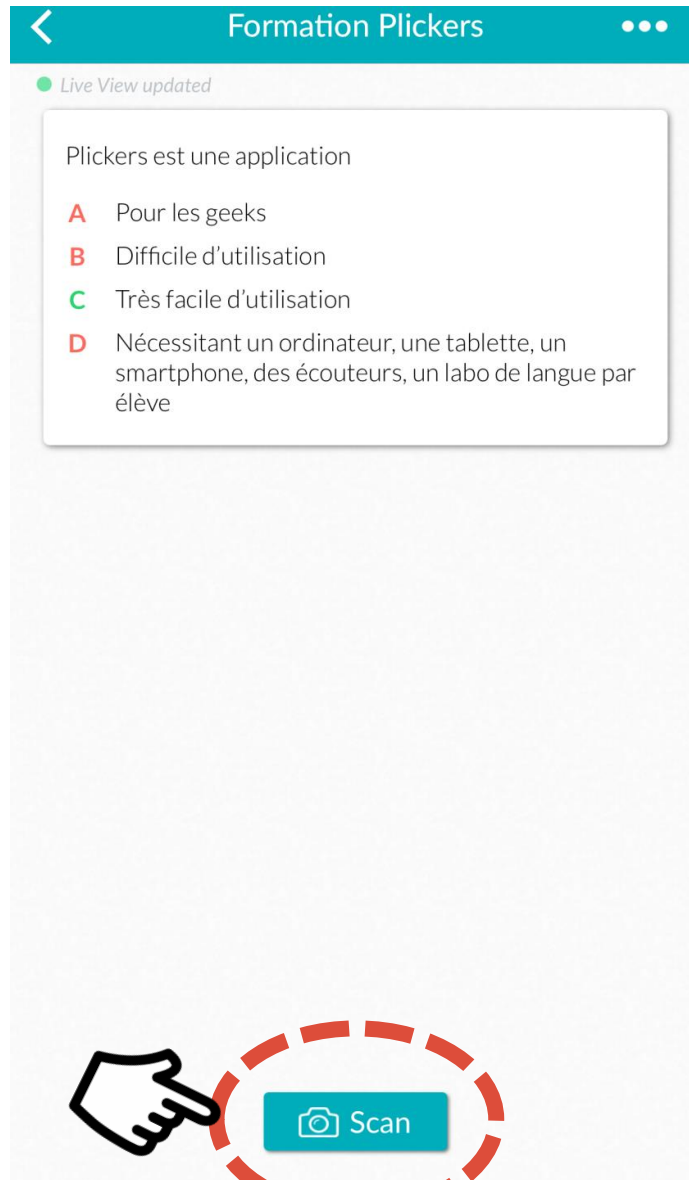 Formation Plickers
Live View updated
Plickers est une application
A Pour les geeks
B Difficile d’utilisation
C Très facile d’utilisation
D Nécessitant un ordinateur, une tablette, un
smartphone, des écouteurs, un labo de langue par
élève
Scan